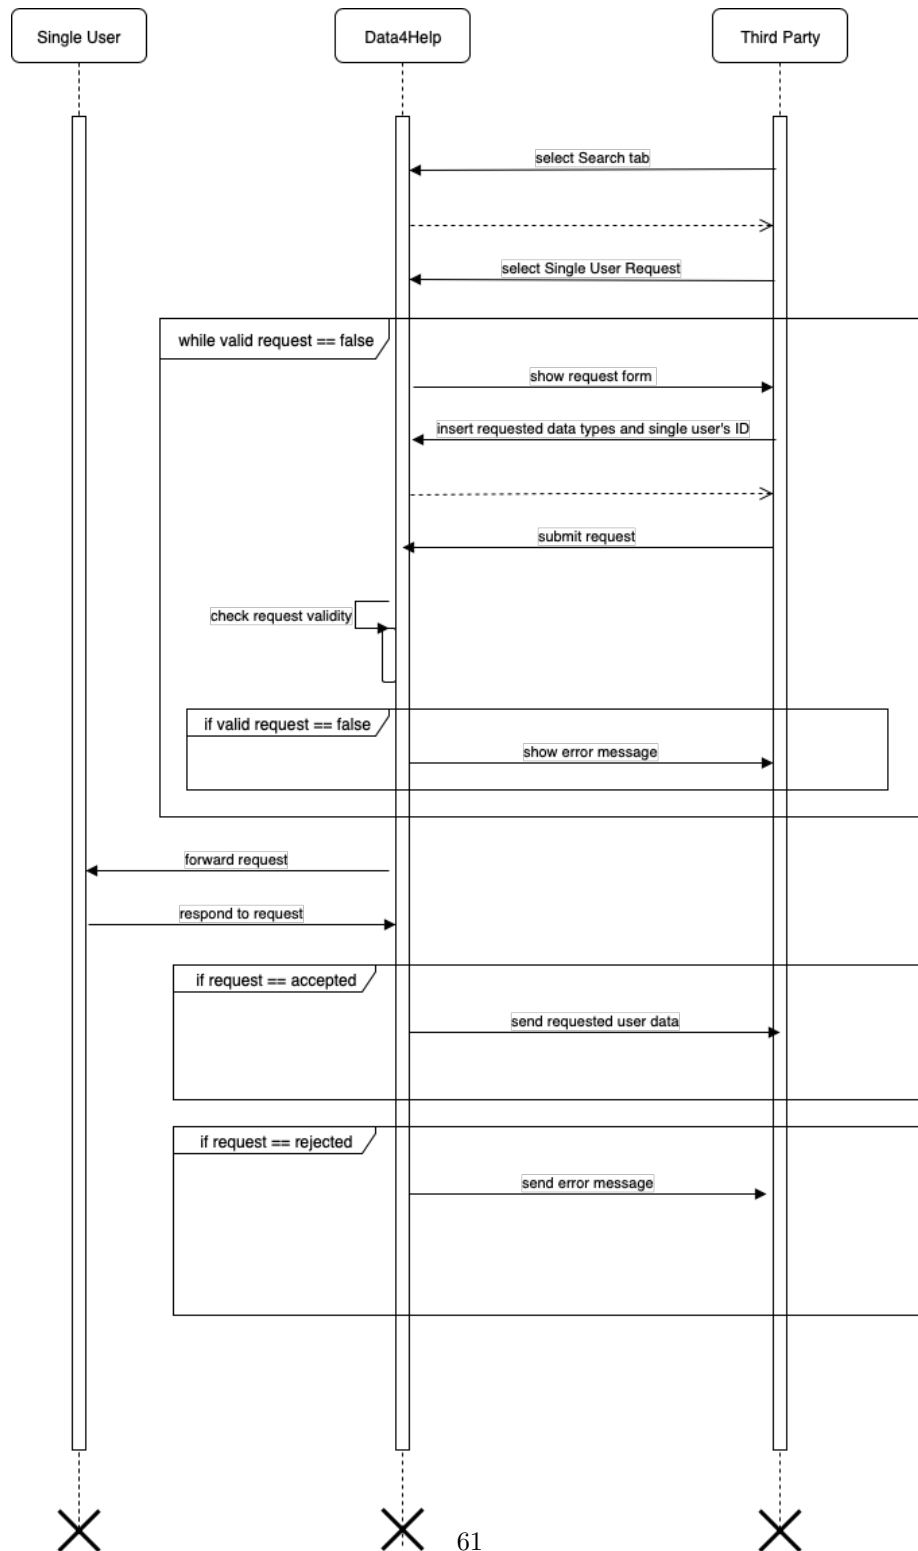 Single User
Data4Help
Third Party
select Search tab
select Single User Request
while valid request == false
show request form
insert requested data types and single user's ID
submit request
check request validity
if valid request == false
show error message
forward request
respond to request
if request == accepted
send requested user data
if request == rejected
send error message
61